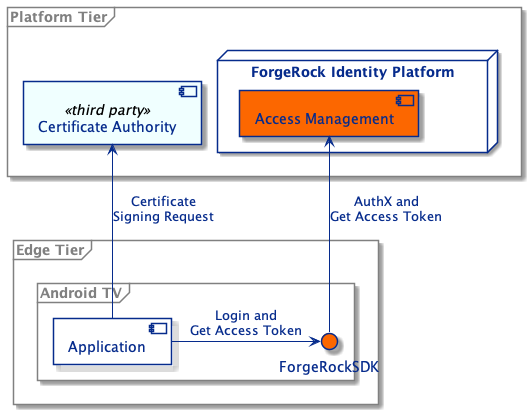 Platform Tier
ForgeRock Identity Platform
«third party»
Certificate Authority
Access Management
Certificate
Signing Request
AuthX and
Get Access Token
Edge Tier
Android TV
Application
Login and
Get Access Token
ForgeRockSDK